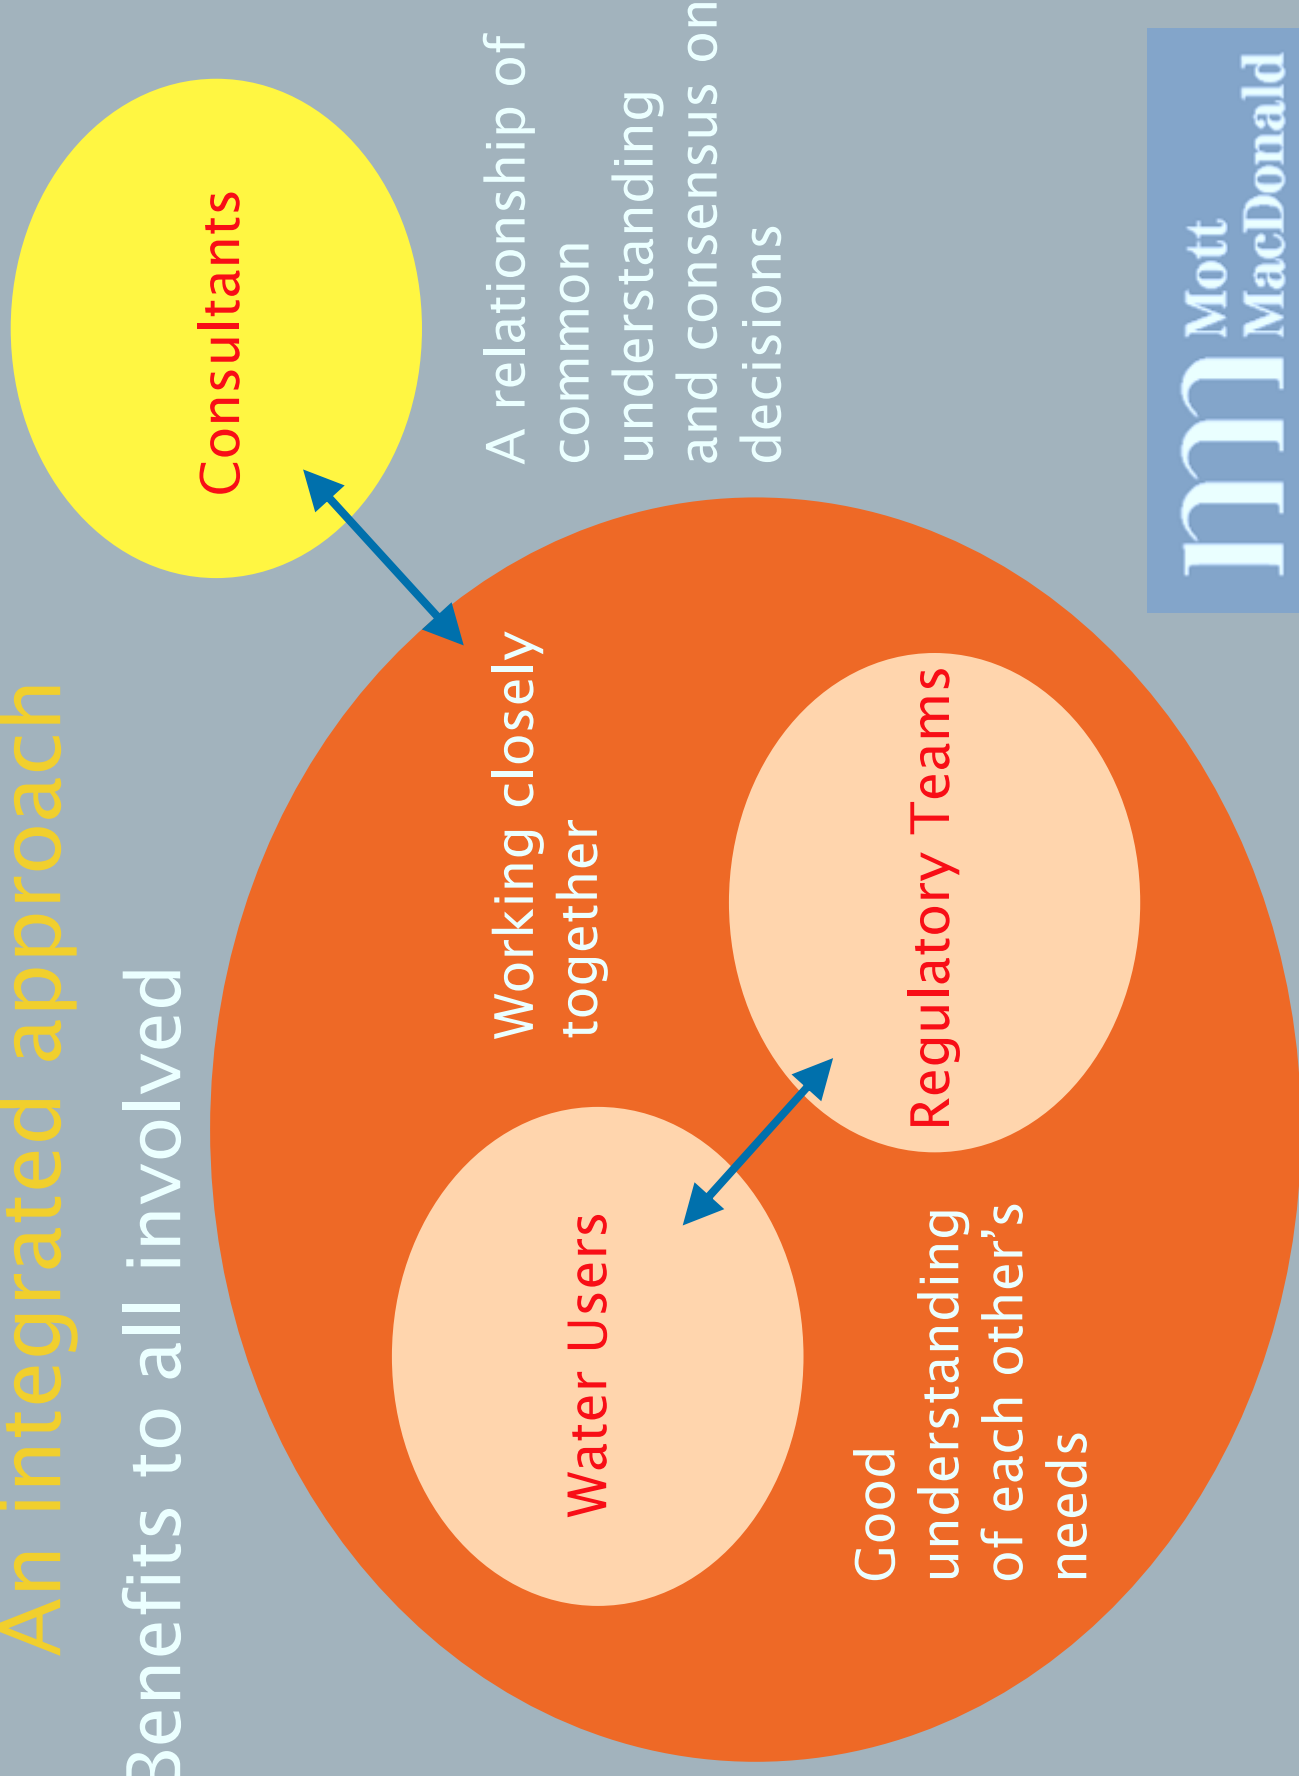 An integrated approach
Benefits to all involved
Consultants
A relationship of
common
understanding
and consensus on
decisions
Working closely
together
Water Users
Regulatory Teams
Good
understanding
of each other’s
needs
Mott
MacDonald